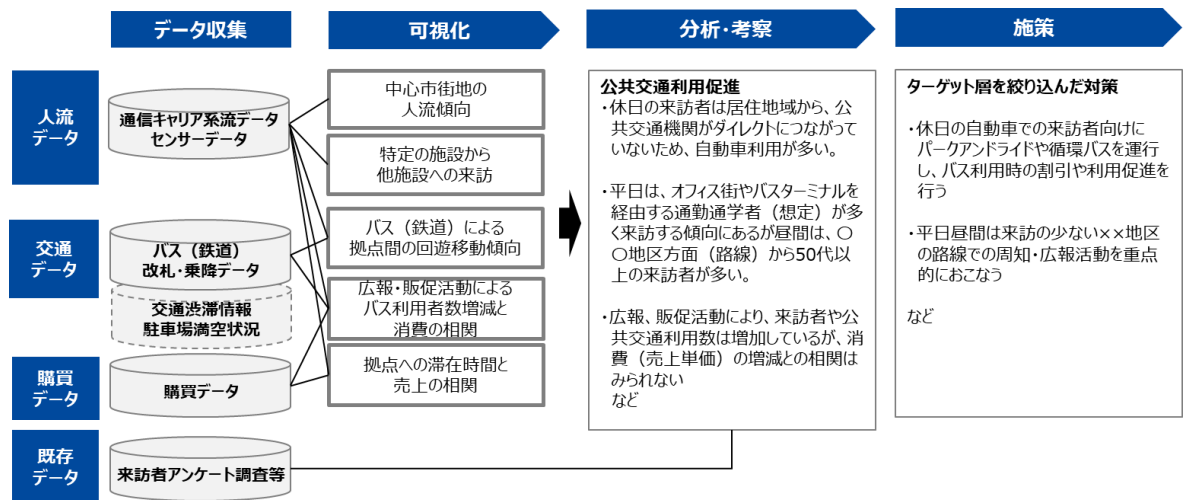 データ収集
可視化
分析・考察
施策
人流
データ
通信キャリア系流データ
センサーデータ
交通
データ
バス（鉄道）
改札・乗降データ
交通渋滞情報
駐車場満空状況
購買
データ
購買データ
既存
データ
来訪者アンケート調査等
中心市街地の
人流傾向
特定の施設から
他施設への来訪
バス（鉄道）による
拠点間の回遊移動傾向
広報・販促活動による
バス利用者数増減と
消費の相関
拠点への滞在時間と
売上の相関
公共交通利用促進
・休日の来訪者は居住地域から、公
共交通機関がダイレクトにつながって
いないため、自動車利用が多い。
・平日は、オフィス街やバスターミナルを
経由する通勤通学者（想定）が多
く来訪する傾向にあるが昼間は、〇
〇地区方面（路線）から50代以
上の来訪者が多い。
・広報、販促活動により、来訪者や公
共交通利用数は増加しているが、消
費（売上単価）の増減との相関は
みられない
など
ターゲット層を絞り込んだ対策
・休日の自動車での来訪者向けに
パークアンドライドや循環バスを運行
し、バス利用時の割引や利用促進を
行う
・平日昼間は来訪の少ない××地区
の路線での周知・広報活動を重点
的におこなう
など